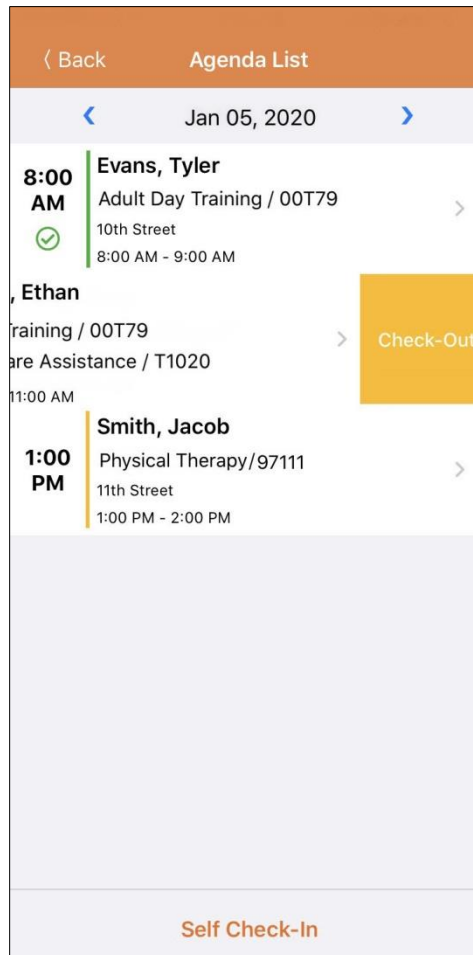 Back
Agenda List
Jan 05, 2020
8:00
AM
Evans, Tyler
Adult Day Training / 00T79
10th Street
8:00 AM - 9:00 AM
, Ethan
raining / 00T79
are Assistance / T1020
11:00 AM
Check-Out
1:00
PM
Smith, Jacob
Physical Therapy/97111
11th Street
1:00 PM - 2:00 PM
Self Check-In